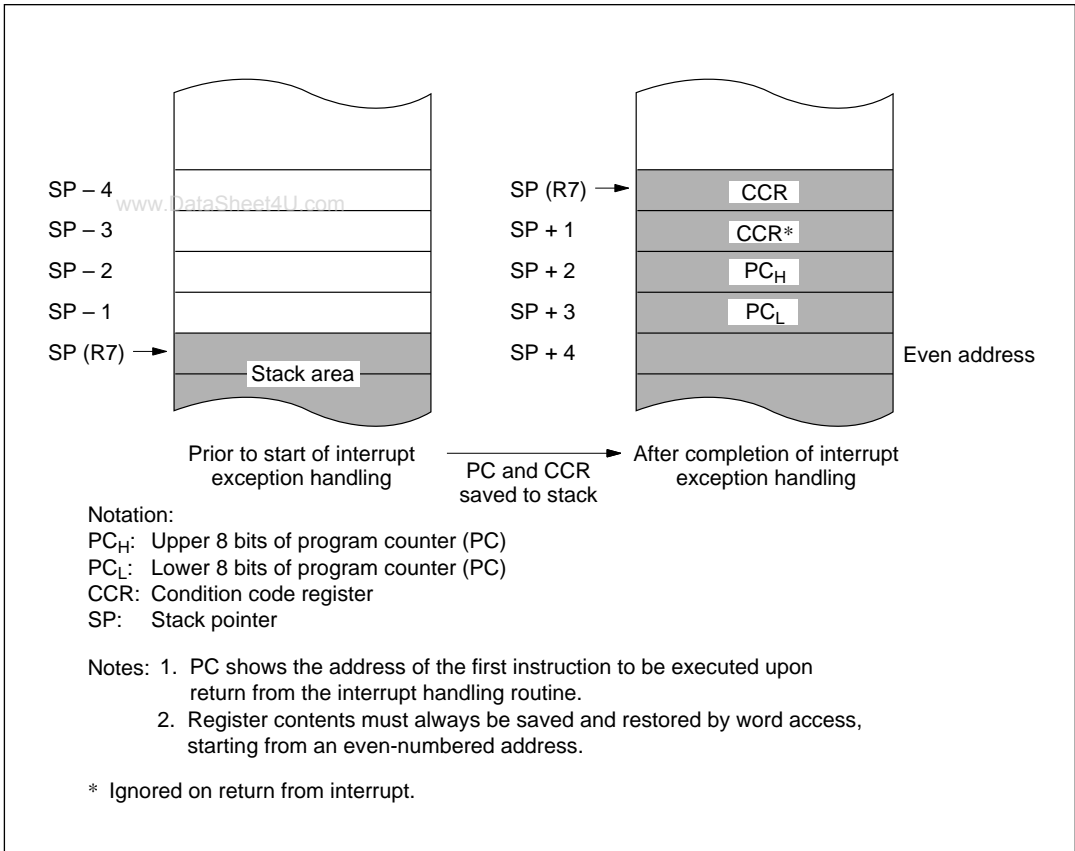 SP – 4
SP – 3
SP – 2
SP – 1
SP (R7)
Stack area
www.DataSheet4U.com
SP (R7)
CCR
SP + 1
CCR*
SP + 2
PCH
SP + 3
PCL
SP + 4
Even address
Prior to start of interrupt
exception handling
PC and CCR
saved to stack
After completion of interrupt
exception handling
Notation:
PCH: Upper 8 bits of program counter (PC)
PCL: Lower 8 bits of program counter (PC)
CCR: Condition code register
SP: Stack pointer
Notes: 1. PC shows the address of the first instruction to be executed upon
return from the interrupt handling routine.
2. Register contents must always be saved and restored by word access,
starting from an even-numbered address.
* Ignored on return from interrupt.